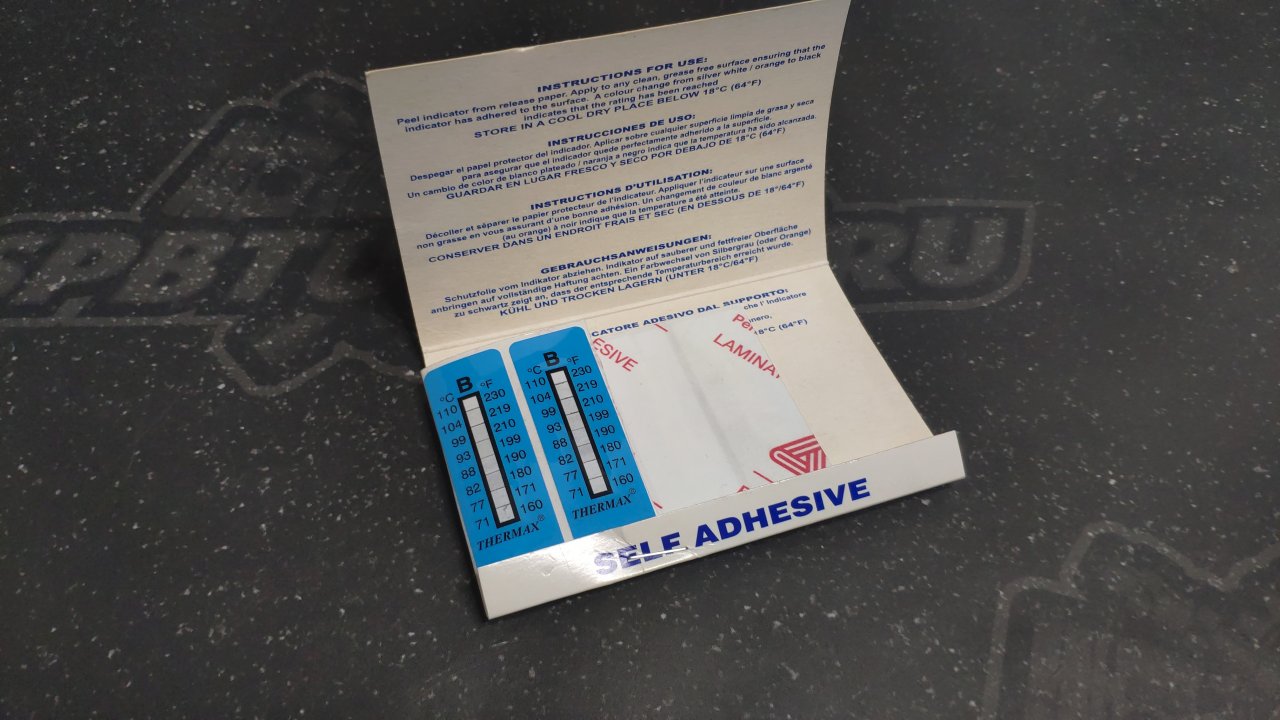 INSTRUCTIONS FOR USE:
Peel indicator from release paper. Apply to any clean, grease free surface ensuring that the
indicator has adhered to the surface. A colour change from silver white / orange to black
indicates that the rating has been reached
STORE IN A COOL DRY PLACE BELOW 18°C (64°F)
INSTRUCCIONES DE USO:
Despegar el papel protector del indicador. Aplicar sobre cualquier superficie limpia de grasa y seca
para asegurar que el indicador quede perfectamente adherido a la superficie.
Un cambio de color de blanco plateado / naranja a negro indica que la temperatura ha sido alcanzada.
GUARDAR EN LUGAR FRESCO Y SECO POR DEBAJO DE 18°C (64°F)
INSTRUCTIONS D'UTILISATION:
Décoller et séparer le papier protecteur de l'indicateur. Appliquer l'indicateur sur une surface
non grasse en vous assurant d'une bonne adhésion. Un changement de couleur de blanc argenté
(au orange) à noir indique que la temperature a été atteinte.
CONSERVER DANS UN ENDROIT FRAIS ET SEC (EN DESSOUS DE 18°/64°F)
GEBRAUCHSANWEISUNGEN:
Schutzfolie vom Indikator abziehen. Indikator auf sauberer und fettfreier Oberfläche
anbringen auf vollständige Haftung achten. Ein Farbwechsel von Silbergrau (oder Orange)
zu schwartz zeigt an, dass der entsprechende Temperaturbereich erreicht wurde.
KÜHL UND TROCKEN LAGERN (UNTER 18°C/64°F)
CATORE ADESIVO DAL SUPPORTO:
che l' Indicatore
nero,
18°C (64°F)
ESIVE
Pe
LAMINA
B
°C °F
110 230
104 219
99 210
93 199
88 190
82 180
77 171
71 160
THERMAX®
B
°C °F
110 230
104 219
99 210
93 199
88 190
82 180
77 171
71 160
THERMAX®
SELF ADHESIVE